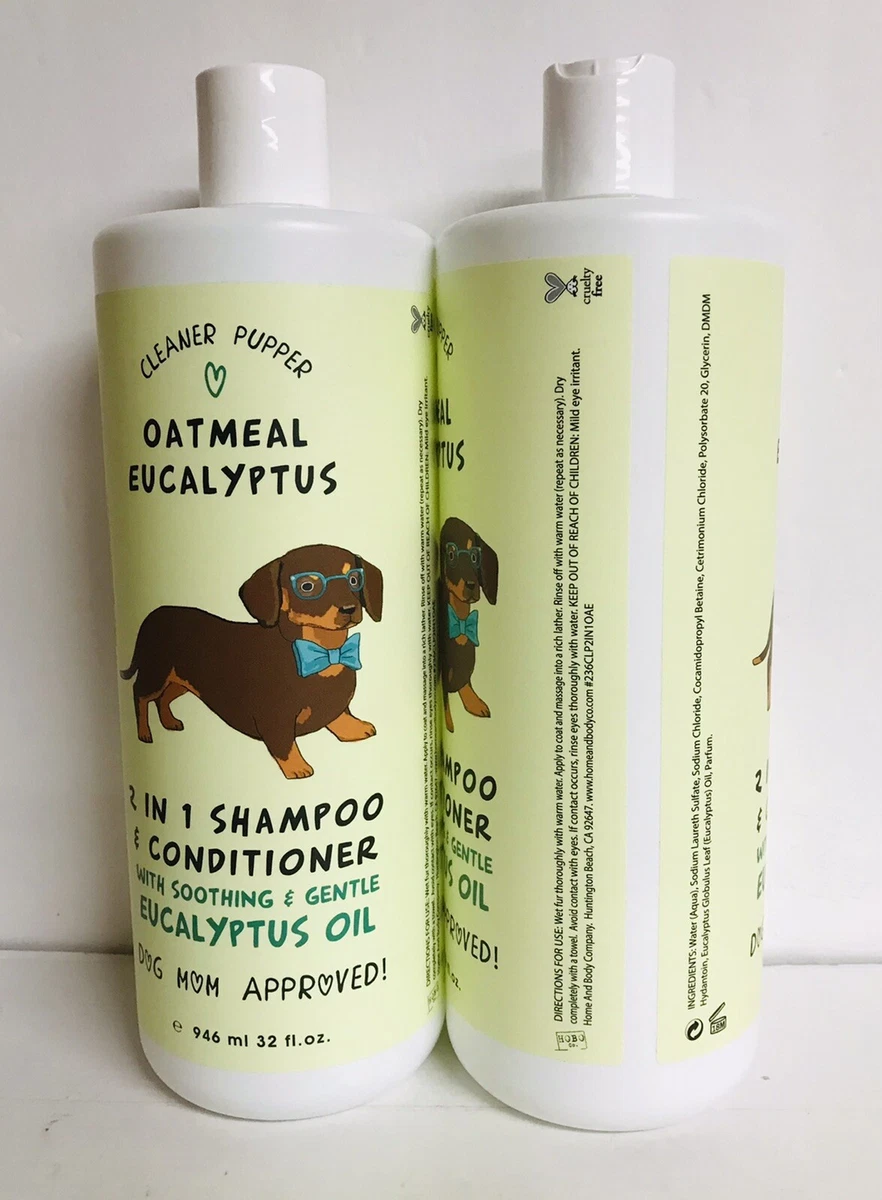 CLEANER PUPPER
OATMEAL
EUCALYPTUS
2 IN 1 SHAMPOO
& CONDITIONER
WITH SOOTHING & GENTLE
EUCALYPTUS OIL
DOG MOM APPROVED!
e 946 ml 32 fl.oz.
cruelty
free
DIRECTIONS FOR USE: Wet fur thoroughly with warm water. Apply to coat and massage into a rich lather. Rinse off with warm water (repeat as necessary). Dry
completely with a towel. Avoid contact with eyes. If contact occurs, rinse eyes thoroughly with water. KEEP OUT OF REACH OF CHILDREN: Mild eye irritant.
Home And Body Company. Huntington Beach, CA 92647. www.homeandbodyco.com #236CLP2IN1OAE
HOBO
INGREDIENTS: Water (Aqua), Sodium Laureth Sulfate, Sodium Chloride, Cocamidopropyl Betaine, Cetrimonium Chloride, Polysorbate 20, Glycerin, DMDM
Hydantoin, Eucalyptus Globulus Leaf (Eucalyptus) Oil, Parfum.
18M